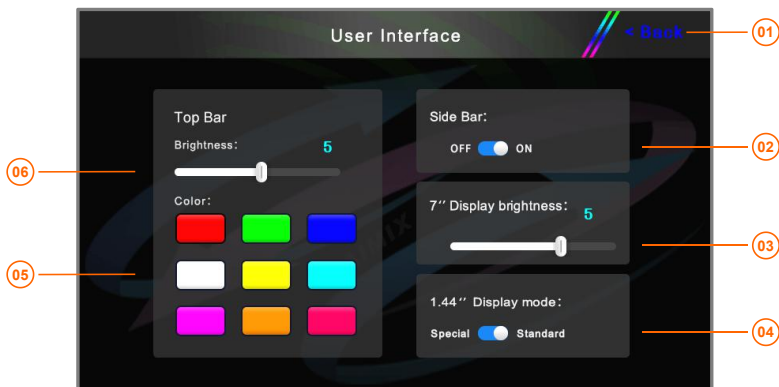 User Interface
< Back
01
Top Bar
Brightness:
5
Color:
Side Bar:
OFF ON
02
7'' Display brightness:
5
03
1.44'' Display mode:
Special Standard
04
06
05